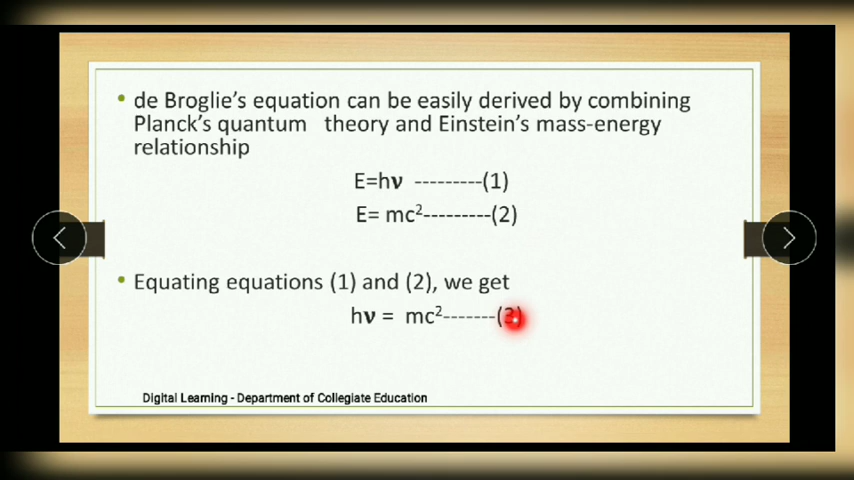 • de Broglie's equation can be easily derived by combining
Planck's quantum theory and Einstein's mass-energy
relationship
E=hν ---------(1)
E= mc²---------(2)
• Equating equations (1) and (2), we get
hν = mc²-------(3)
Digital Learning - Department of Collegiate Education